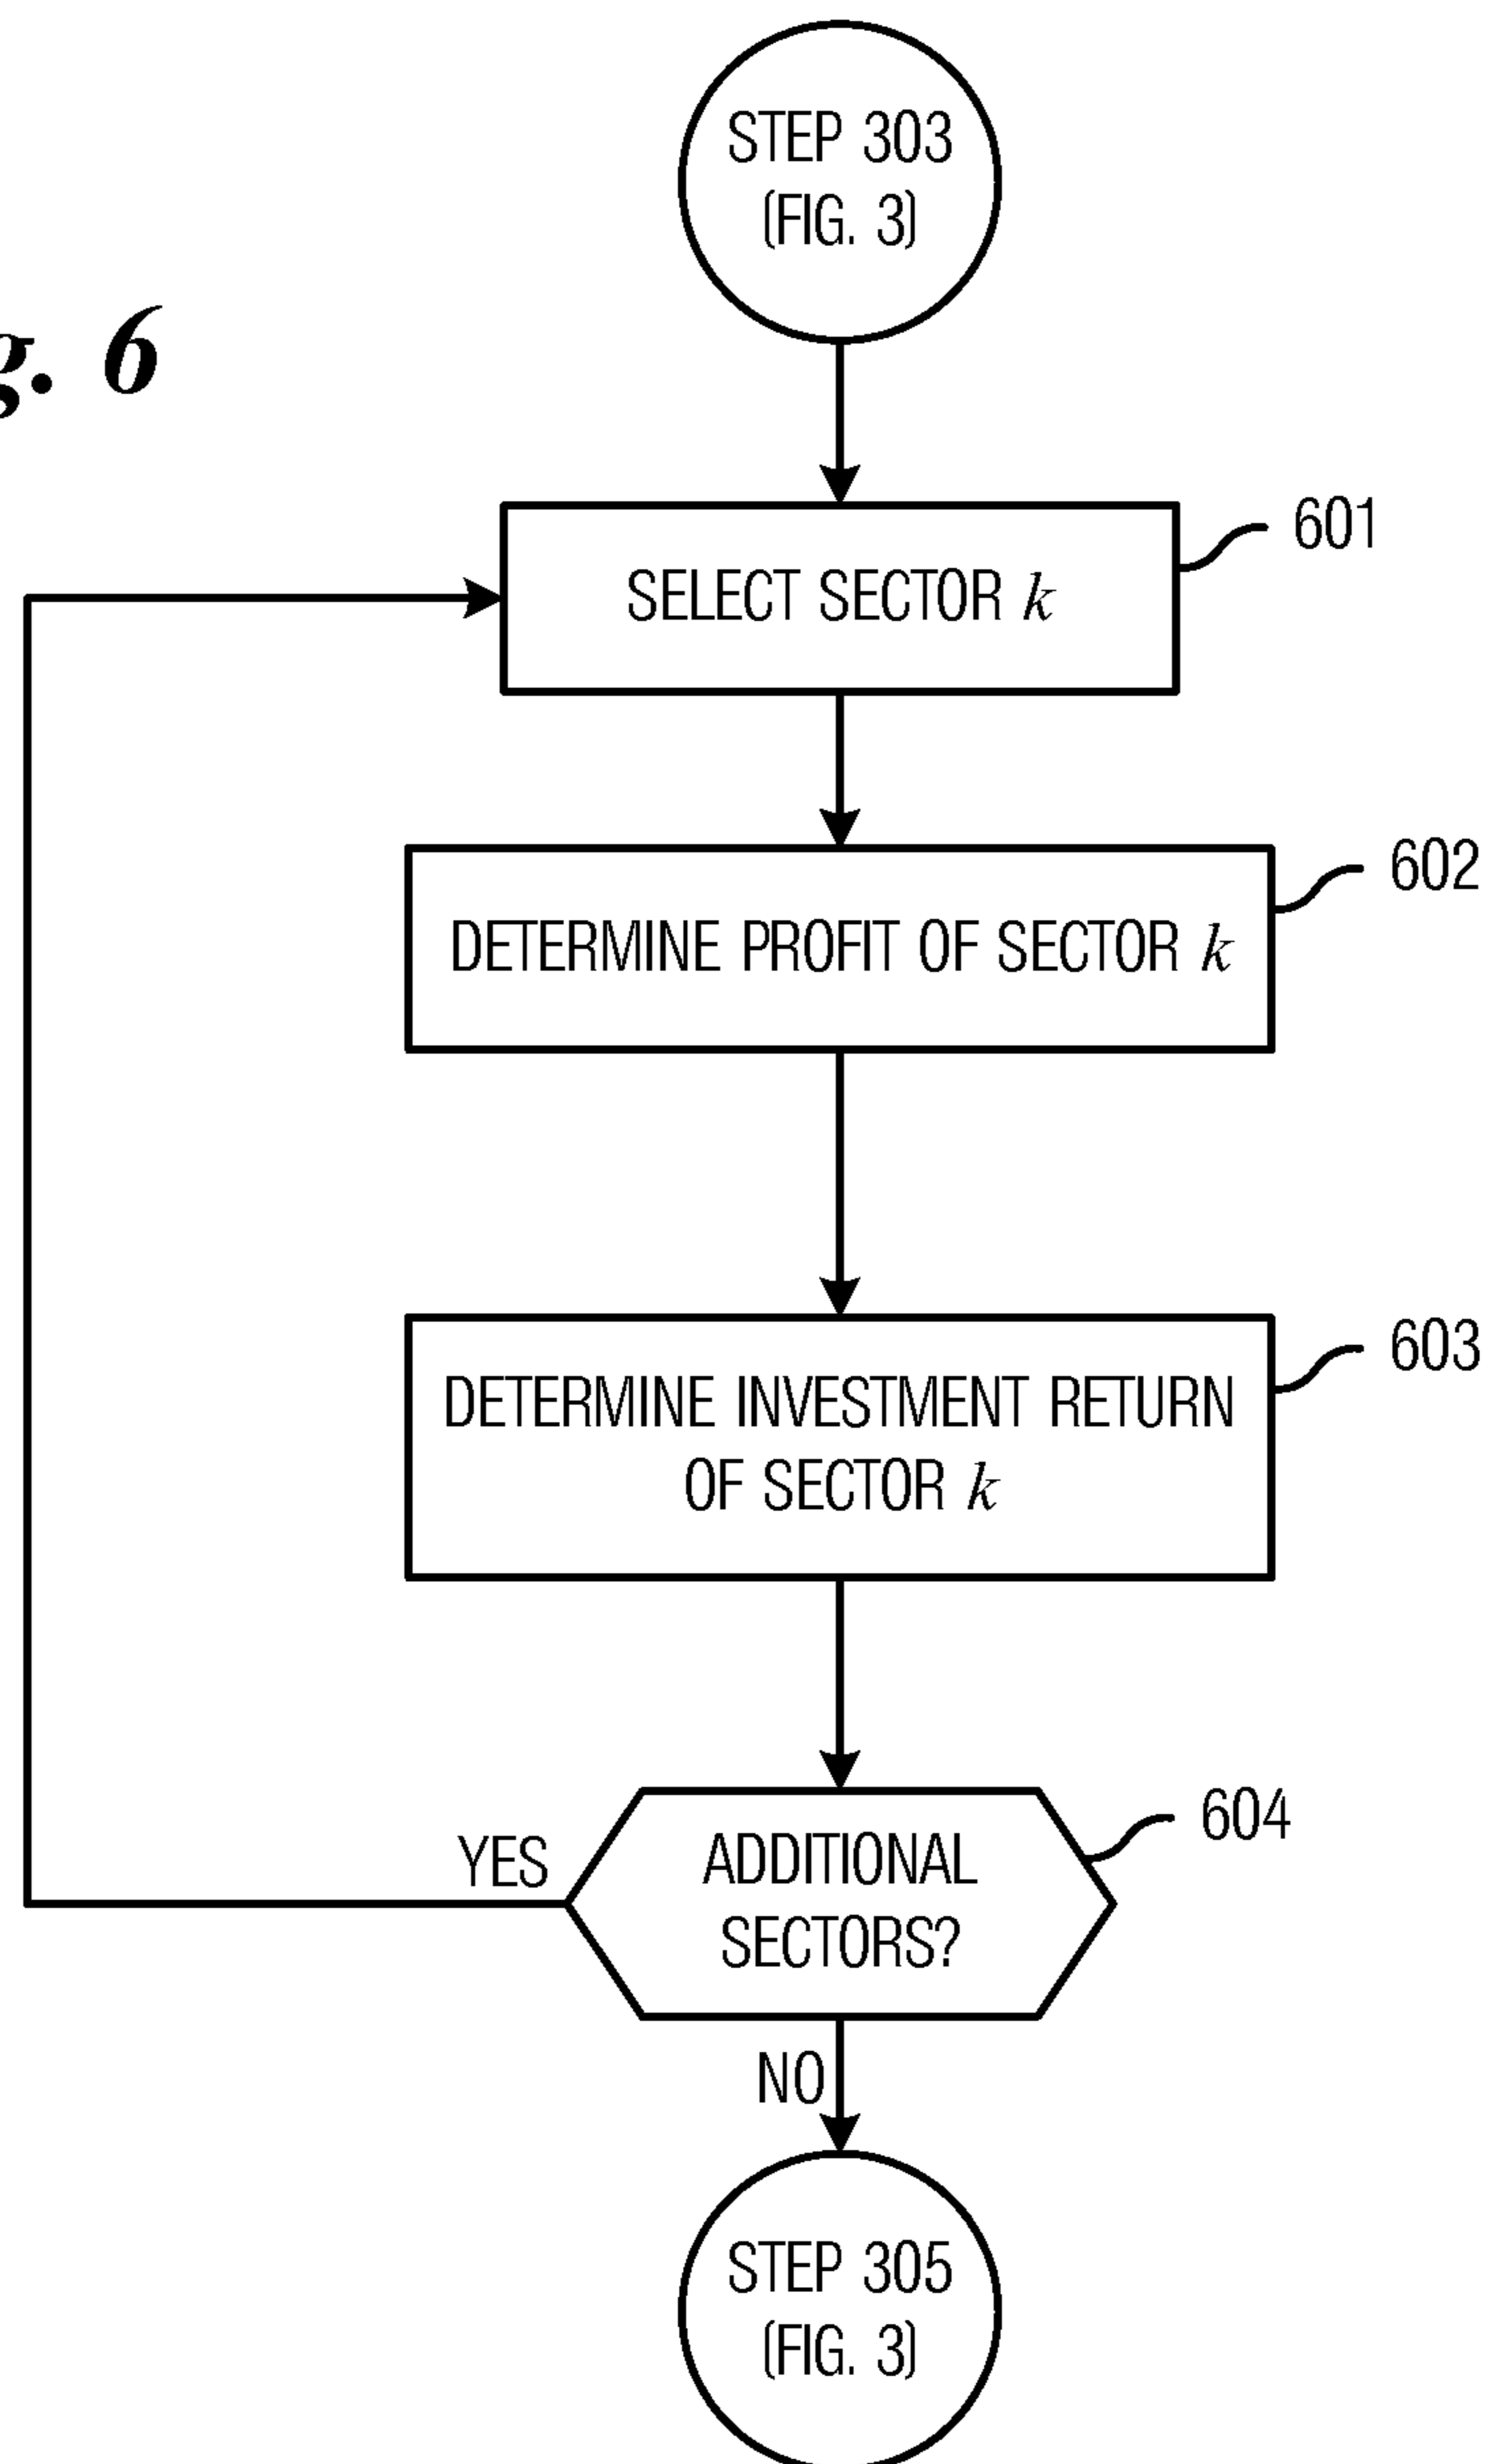 STEP 303
(FIG. 3)
g. 6
601
SELECT SECTOR k
602
DETERMINE PROFIT OF SECTOR k
603
DETERMINE INVESTMENT RETURN
OF SECTOR k
604
YES
ADDITIONAL
SECTORS?
NO
STEP 305
(FIG. 3)